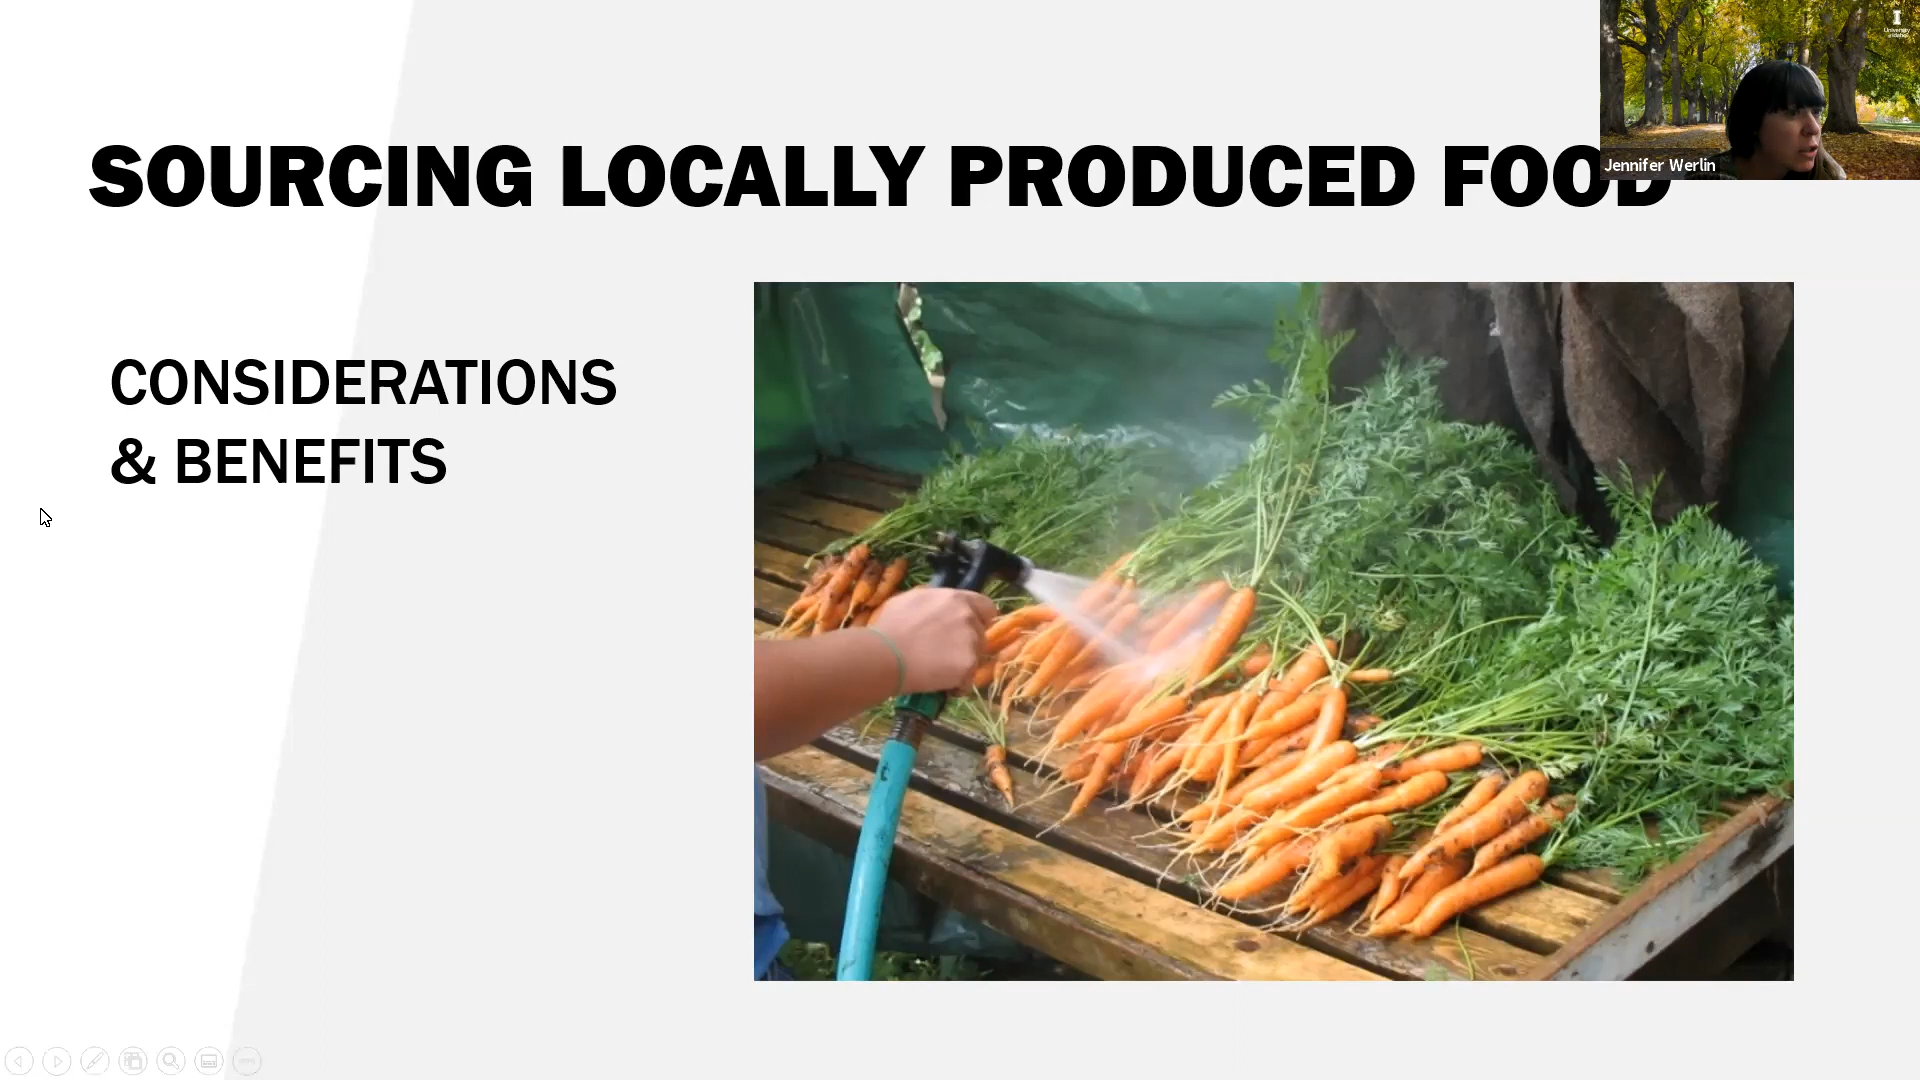 SOURCING LOCALLY PRODUCED FOOD
Jennifer Werlin
CONSIDERATIONS
& BENEFITS